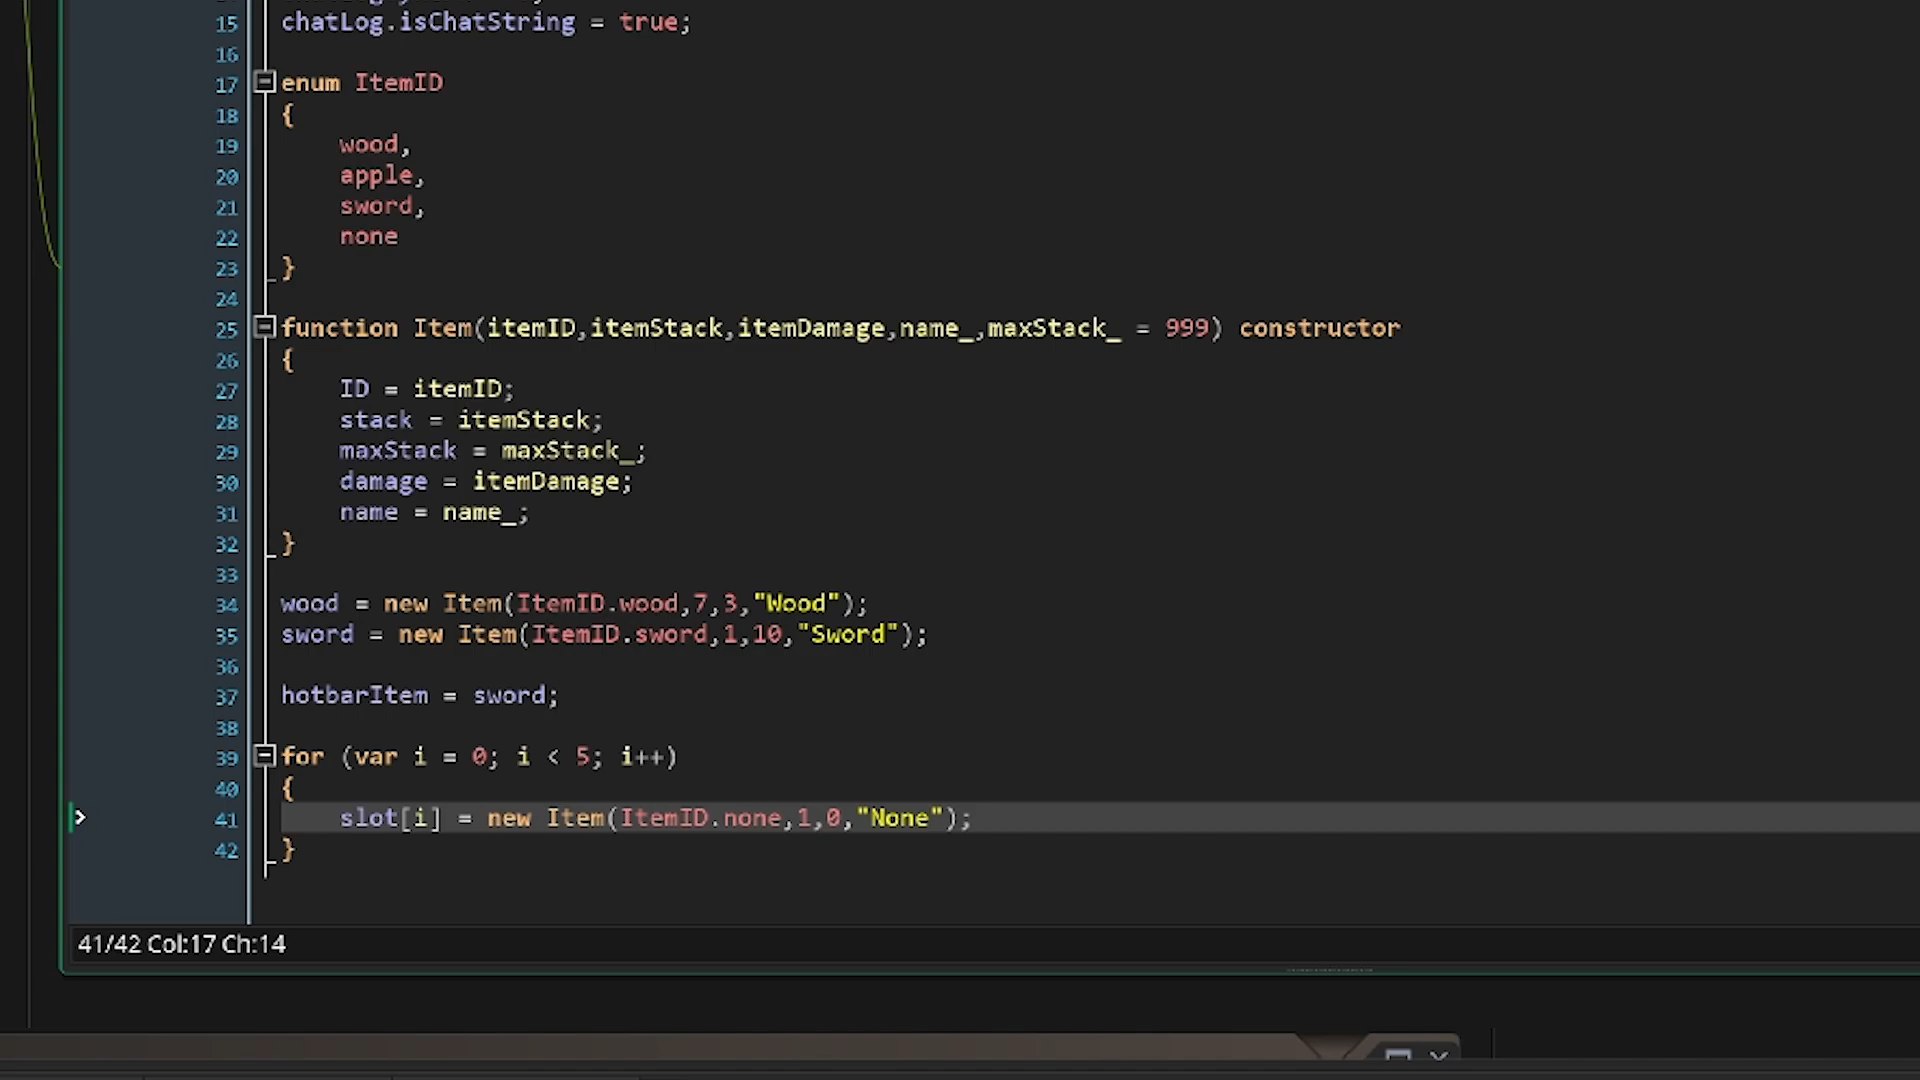 15 chatLog.isChatString = true;
16
17 enum ItemID
18 {
19 wood,
20 apple,
21 sword,
22 none
23 }
24
25 function Item(itemID,itemStack,itemDamage,name_,maxStack_ = 999) constructor
26 {
27 ID = itemID;
28 stack = itemStack;
29 maxStack = maxStack_;
30 damage = itemDamage;
31 name = name_;
32 }
33
34 wood = new Item(ItemID.wood,7,3,"Wood");
35 sword = new Item(ItemID.sword,1,10,"Sword");
36
37 hotbarItem = sword;
38
39 for (var i = 0; i < 5; i++)
40 {
41 slot[i] = new Item(ItemID.none,1,0,"None");
42 }
41/42 Col:17 Ch:14